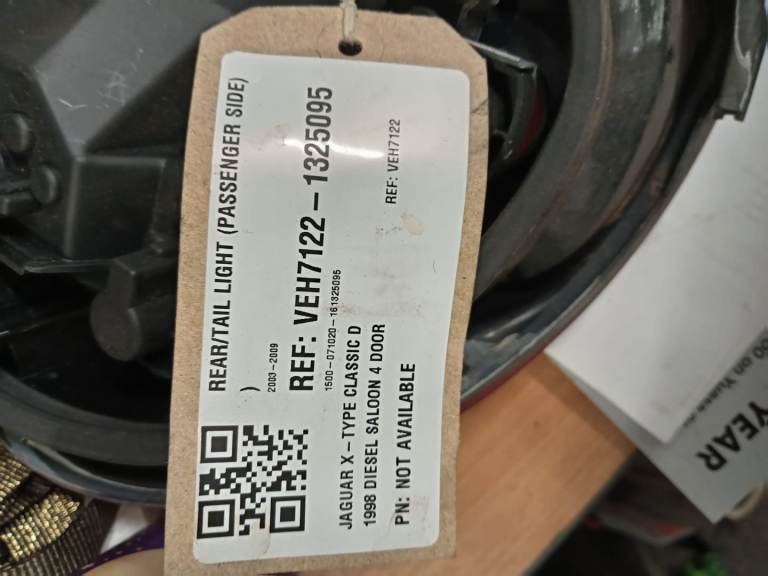 REAR/TAIL LIGHT (PASSENGER SIDE)
)
2003-2009
REF: VEH7122 - 1325095
1500-071020-161325095
REF: VEH7122
JAGUAR X-TYPE CLASSIC D
1998 DIESEL SALOON 4 DOOR
PN: NOT AVAILABLE
YEAR